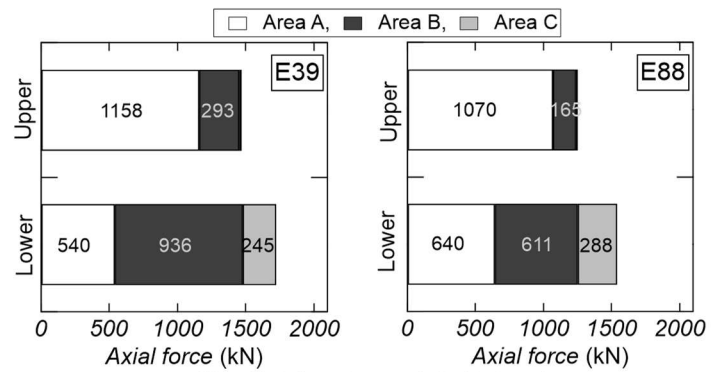 Area A, Area B, Area C
E39
Upper
1158
293
Lower
540
936
245
0 500 1000 1500 2000
Axial force (kN)
E88
Upper
1070
165
Lower
640
611
288
0 500 1000 1500 2000
Axial force (kN)